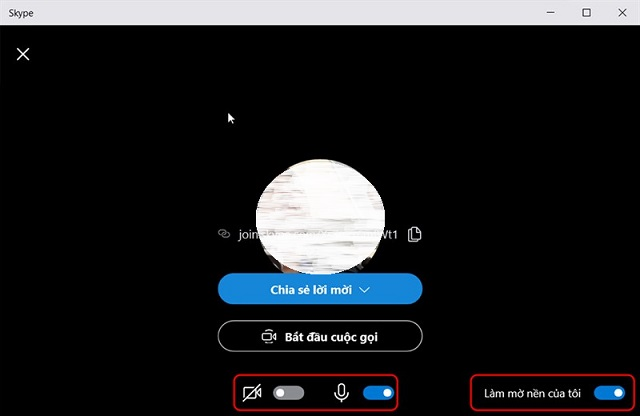 Skype
Chia sẻ lời mời
Bắt đầu cuộc gọi
Làm mờ nền của tôi